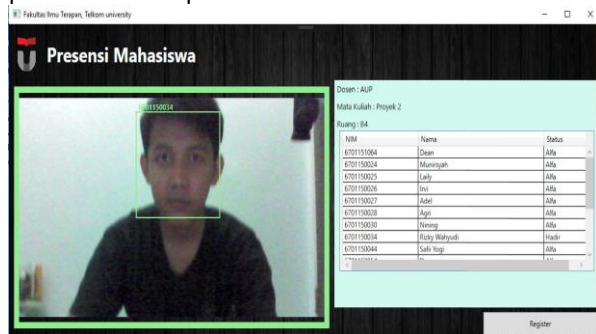 Fakultas Ilmu Terapan, Telkom university
Presensi Mahasiswa
6701150034
Dosen : AUP
Mata Kuliah : Proyek 2
Ruang : B4
NIM Nama Status
6701151064 Dean Alfa
6701150024 Munirsyah Alfa
6701150025 Laily Alfa
6701150026 Irvi Alfa
6701150027 Adel Alfa
6701150028 Agri Alfa
6701150030 Nining Alfa
6701150034 Rizky Wahyudi Hadir
6701150044 Safii Yogi Alfa
Register